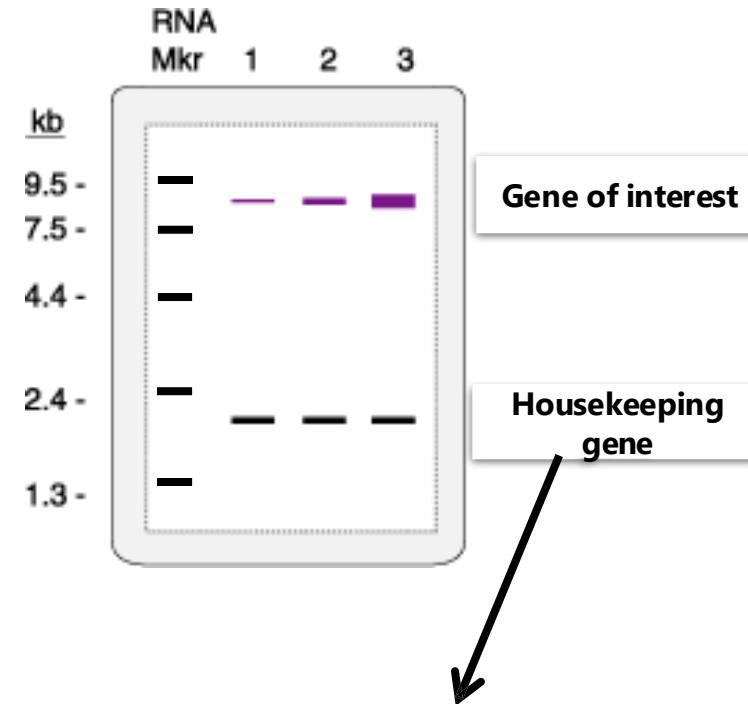 RNA
Mkr 1 2 3
kb
9.5 -
7.5 -
4.4 -
2.4 -
1.3 -
Gene of interest
Housekeeping
gene